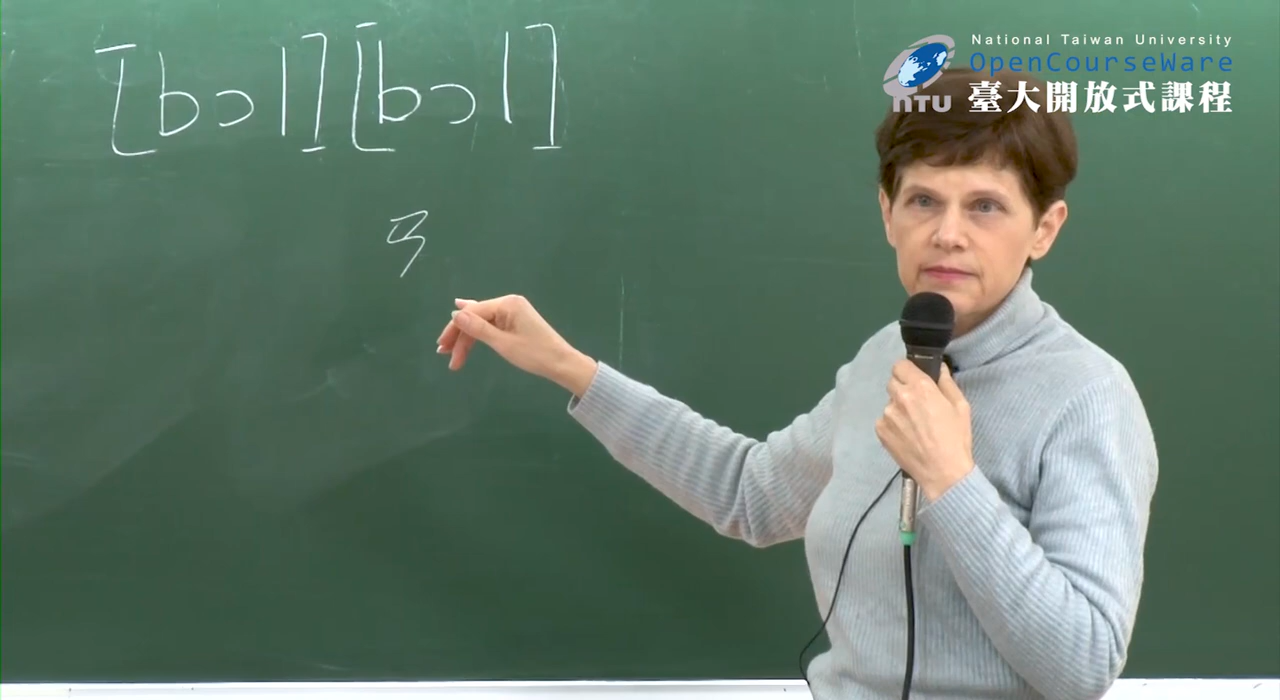 [bɔl][bɔl]
ㄢ
National Taiwan University
OpenCourseWare
NTU 臺大開放式課程